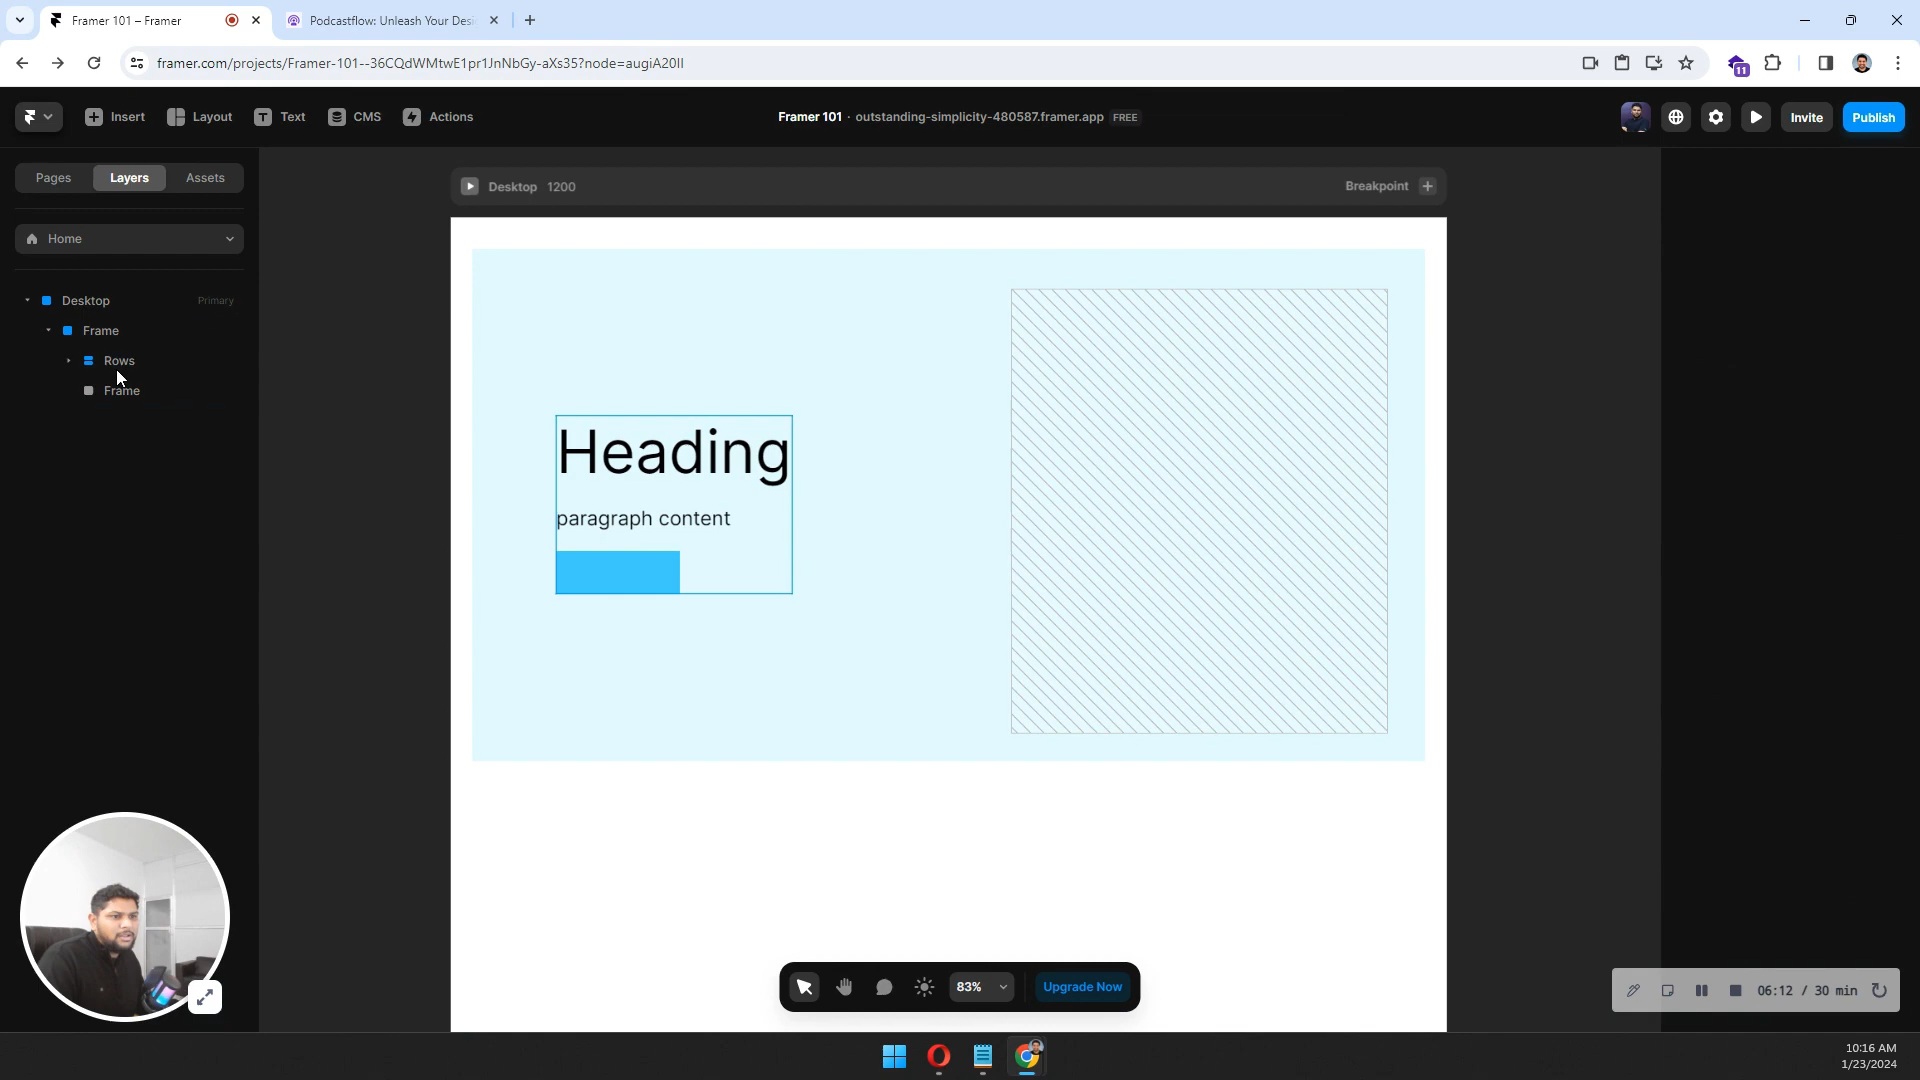 Framer 101 – Framer
Podcastflow: Unleash Your Desi
framer.com/projects/Framer-101--36CQdWMtwE1pr1JnNbGy-aXs35?node=augiA20Il
11
Insert
Layout
Text
CMS
Actions
Framer 101 · outstanding-simplicity-480587.framer.app FREE
Invite
Publish
Pages
Layers
Assets
Desktop 1200
Breakpoint
Home
Desktop
Primary
Frame
Rows
Frame
Heading
paragraph content
83%
Upgrade Now
06:12 / 30 min
10:16 AM
1/23/2024